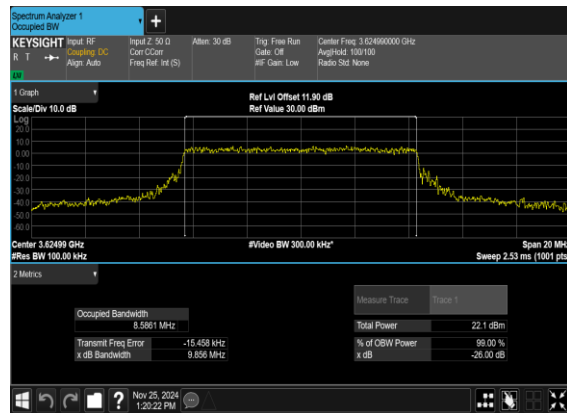 Spectrum Analyzer 1
Occupied BW
+
KEYSIGHT Input: RF Input Z: 50 Ω Atten: 30 dB Trig: Free Run Center Freq: 3.624990000 GHz
R T Coupling: DC Corr CCorr Gate: Off Avg|Hold: 100/100
Align: Auto Freq Ref: Int (S) #IF Gain: Low Radio Std: None
1 Graph Ref Lvl Offset 11.90 dB
Scale/Div 10.0 dB Ref Value 30.00 dBm
Log
20.0
10.0
0.00
-10.0
-20.0
-30.0
-40.0
-50.0
-60.0
Center 3.62499 GHz #Video BW 300.00 kHz* Span 20 MHz
#Res BW 100.00 kHz Sweep 2.53 ms (1001 pts
2 Metrics
Measure Trace Trace 1
Occupied Bandwidth
8.5861 MHz Total Power 22.1 dBm
Transmit Freq Error -15.458 kHz % of OBW Power 99.00 %
x dB Bandwidth 9.856 MHz x dB -26.00 dB
? Nov 25, 2024
1:20:22 PM